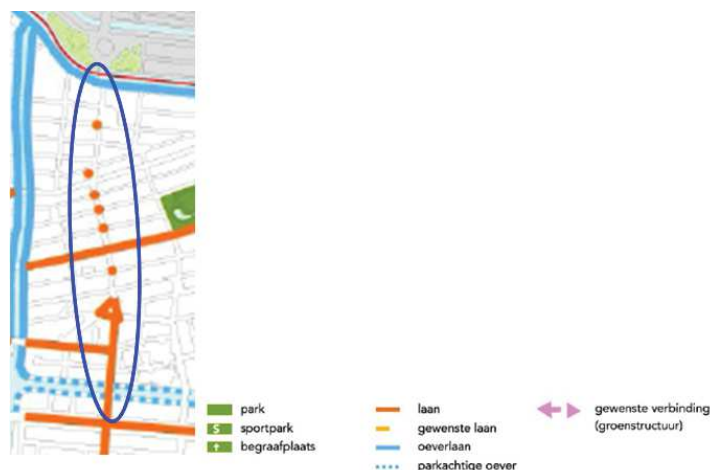 park
sportpark
begraafplaats
laan
gewenste laan
oeverlaan
parkachtige oever
gewenste verbinding
(groenstructuur)